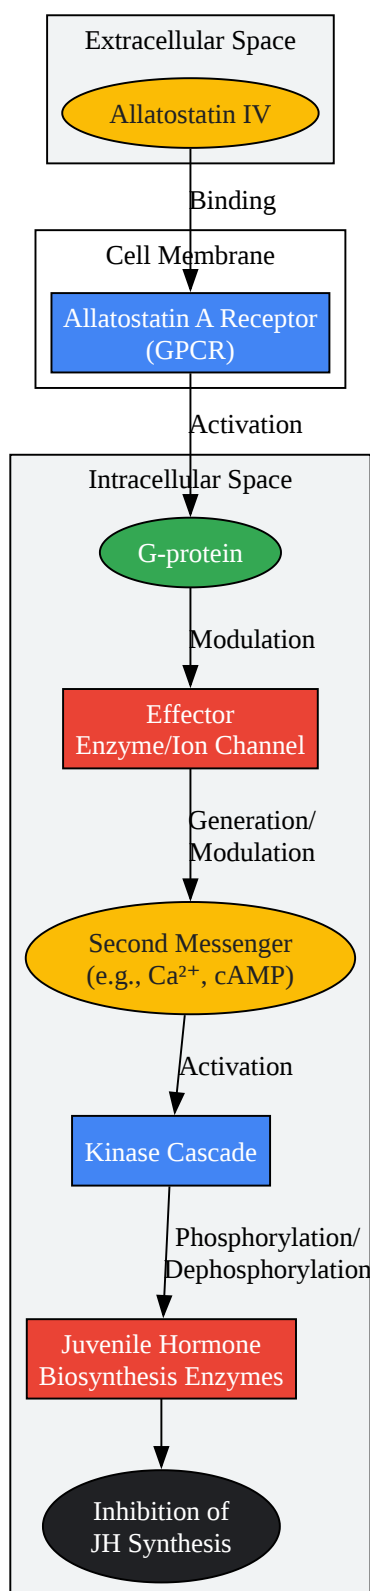 Extracellular Space
Allatostatin IV
Binding
Cell Membrane
Allatostatin A Receptor
(GPCR)
Activation
Intracellular Space
G-protein
Modulation
Effector
Enzyme/Ion Channel
Generation/
Modulation
Second Messenger
(e.g., Ca²⁺, cAMP)
Activation
Kinase Cascade
Phosphorylation/
Dephosphorylation
Juvenile Hormone
Biosynthesis Enzymes
Inhibition of
JH Synthesis